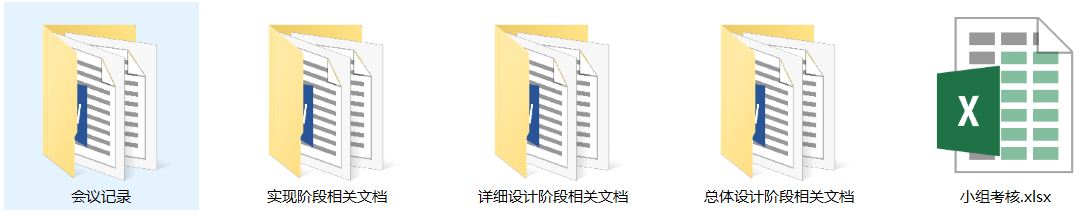 会议记录
实现阶段相关文档
详细设计阶段相关文档
总体设计阶段相关文档
小组考核.xlsx